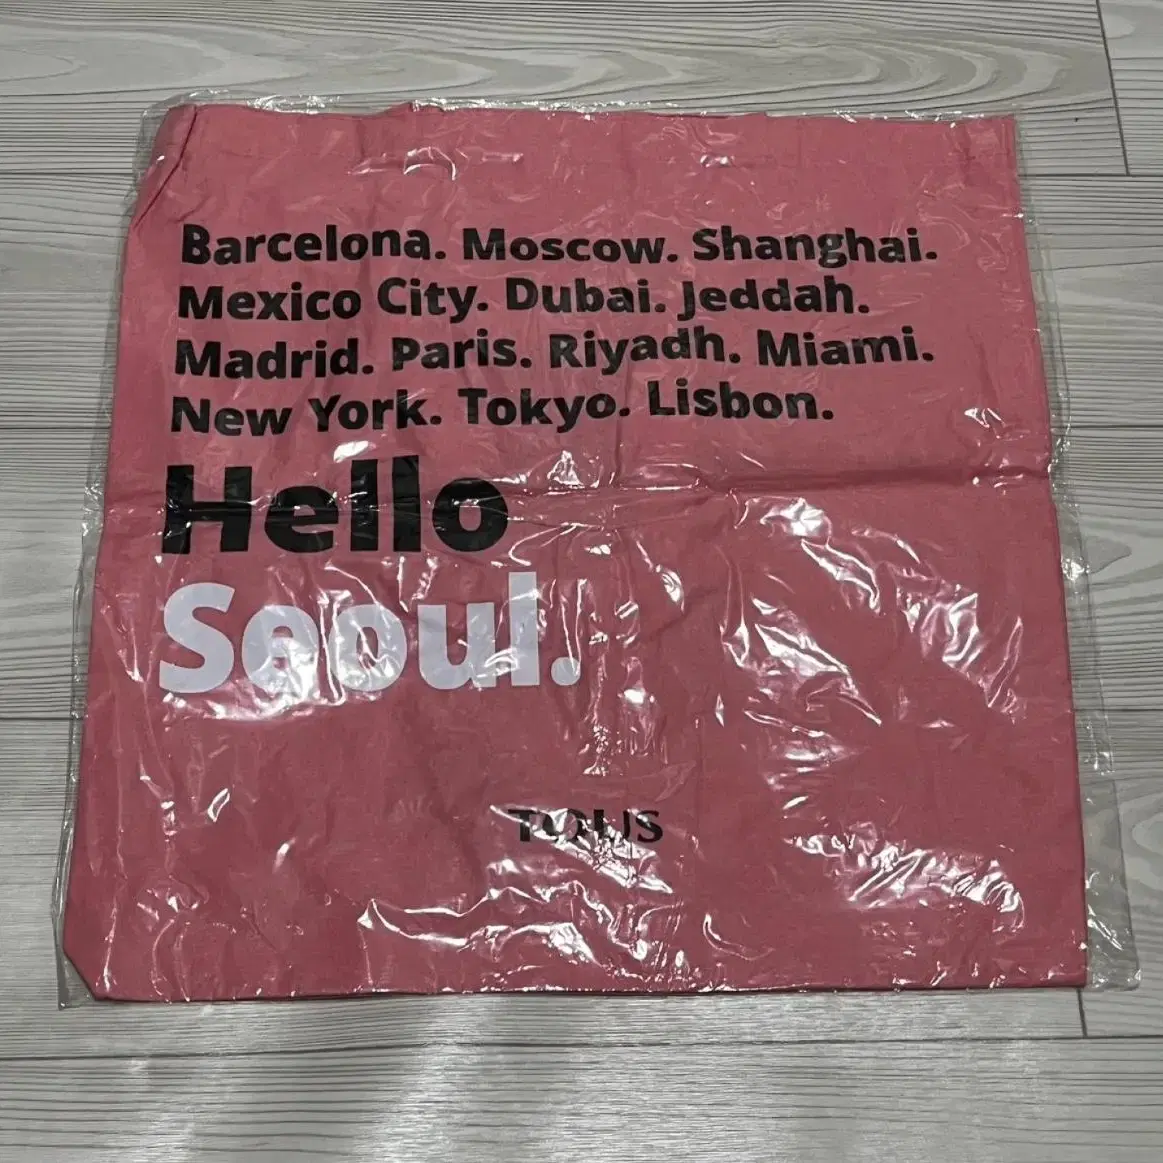 Barcelona. Moscow. Shanghai.
Mexico City. Dubai. Jeddah.
Madrid. Paris. Riyadh. Miami.
New York. Tokyo. Lisbon.
Hello
Seoul.
TOUS